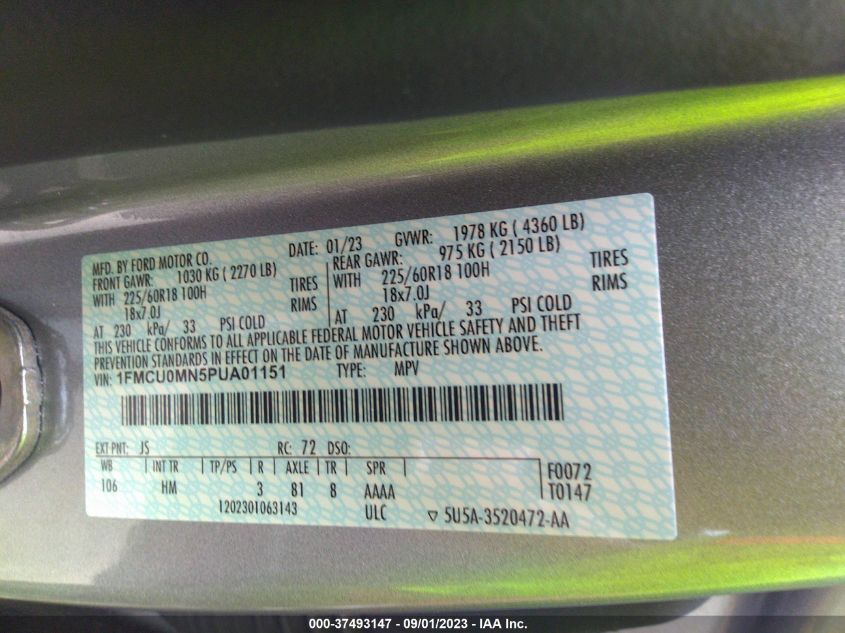 MFD. BY FORD MOTOR CO. DATE: 01/23 GVWR: 1978 KG ( 4360 LB)
FRONT GAWR: 1030 KG ( 2270 LB) REAR GAWR: 975 KG ( 2150 LB)
WITH 225/60R18 100H TIRES WITH 225/60R18 100H TIRES
18x7.0J RIMS 18x7.0J RIMS
AT 230 kPa/ 33 PSI COLD AT 230 kPa/ 33 PSI COLD
THIS VEHICLE CONFORMS TO ALL APPLICABLE FEDERAL MOTOR VEHICLE SAFETY AND THEFT
PREVENTION STANDARDS IN EFFECT ON THE DATE OF MANUFACTURE SHOWN ABOVE.
VIN: 1FMCU0MN5PUA01151 TYPE: MPV
EXT PNT: JS RC: 72 DSO:
WB INT TR TP/PS R AXLE TR SPR F0072
106 HM 3 81 8 AAAA T0147
1202301063143 ULC ▽ 5U5A-3520472-AA
000-37493147 - 09/01/2023 - IAA Inc.